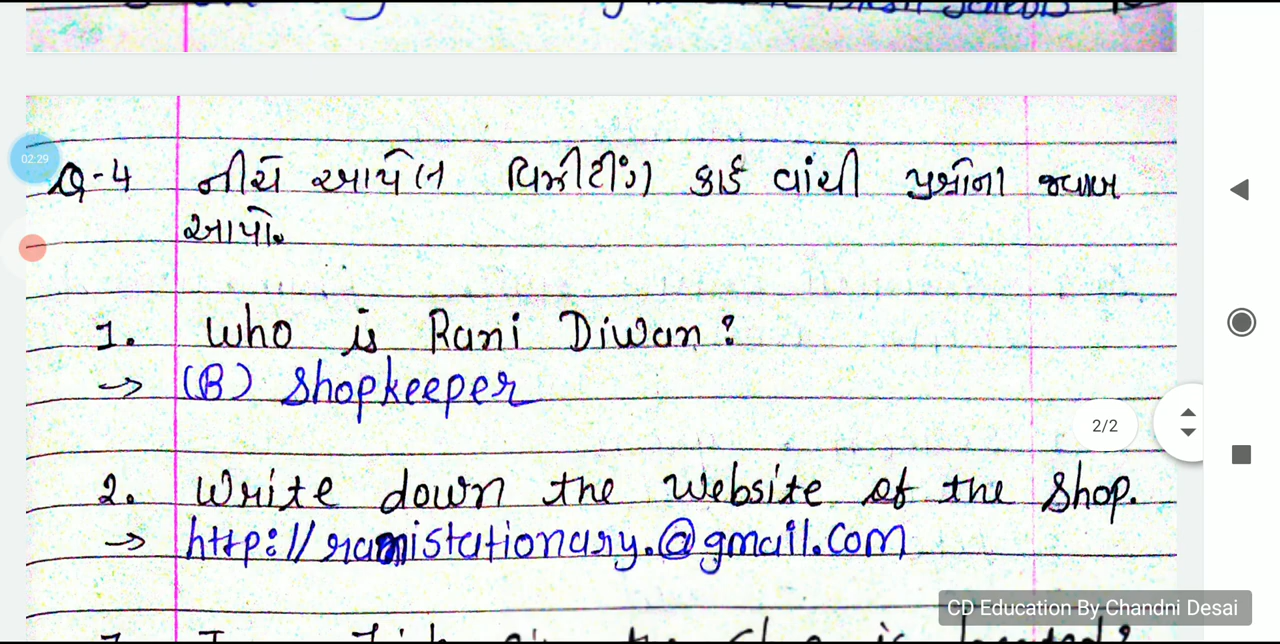 02:29
Q-4 નીચે આપેલ વિઝીટીંગ કાર્ડ વાંચી પ્રશ્નોના જવાબ
આપો.
1. Who is Rani Diwan?
→ (B) Shopkeeper
2/2
2. Write down the website of the shop.
→ http://ranistationary.@gmail.com
CD Education By Chandni Desai